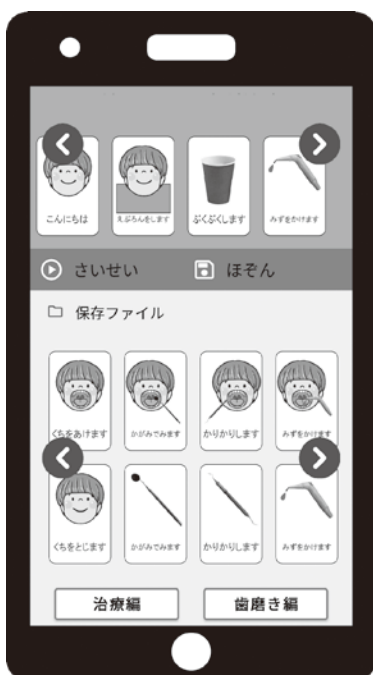 こんにちは
えぷろんをします
ぶくぶくします
みずをかけます
さいせい
ほぞん
保存ファイル
くちをあけます
かがみでみます
かりかりします
みずをかけます
くちをとじます
かがみでみます
かりかりします
みずをかけます
治療編
歯磨き編